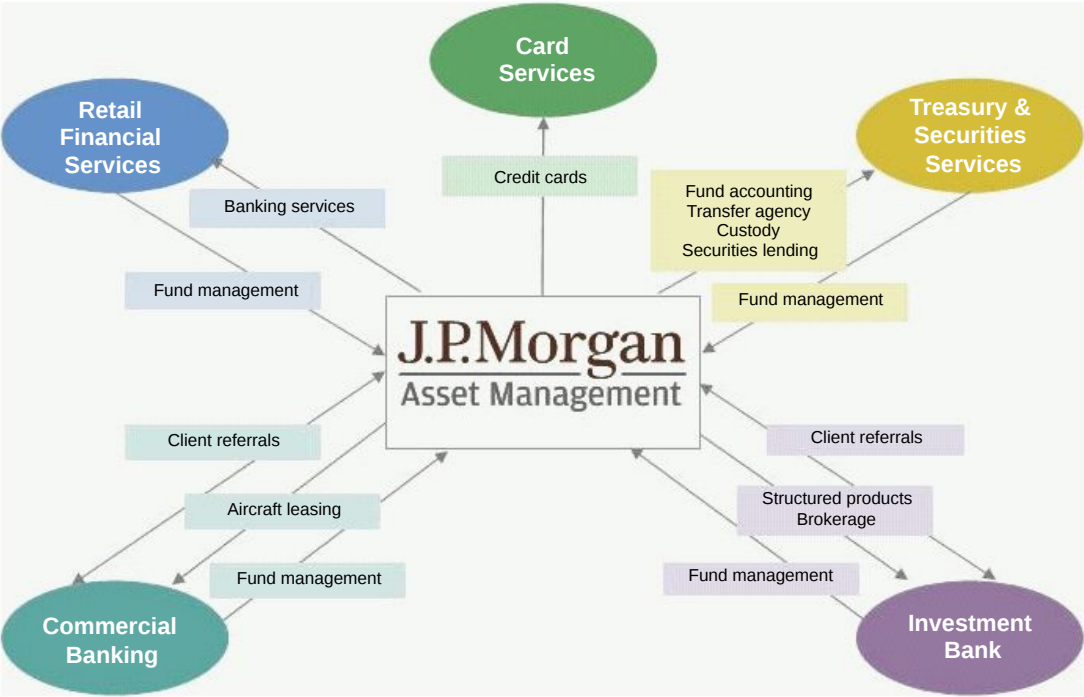 Card
Services
Retail
Financial
Services
Treasury &
Securities
Services
Credit cards
Banking services
Fund accounting
Transfer agency
Custody
Securities lending
Fund management
Fund management
J.P.Morgan
Asset Management
Client referrals
Client referrals
Aircraft leasing
Structured products
Brokerage
Fund management
Fund management
Commercial
Banking
Investment
Bank